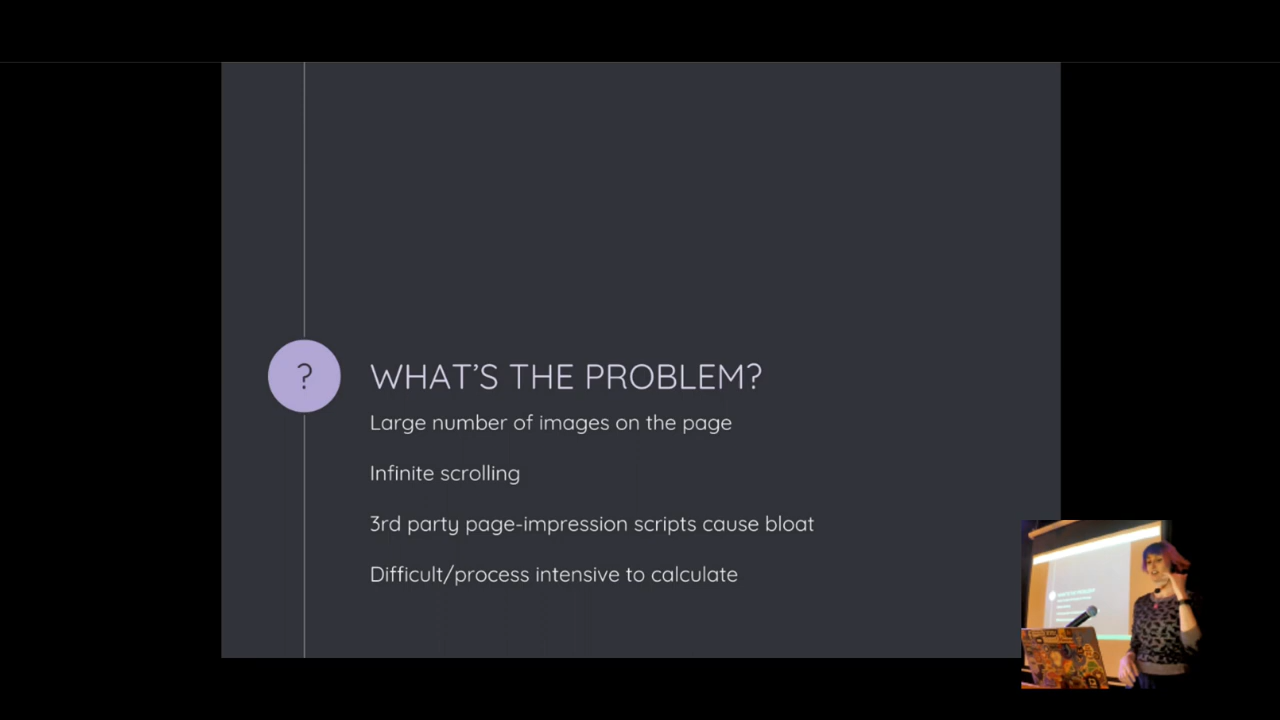 ?
WHAT'S THE PROBLEM?
Large number of images on the page
Infinite scrolling
3rd party page-impression scripts cause bloat
Difficult/process intensive to calculate